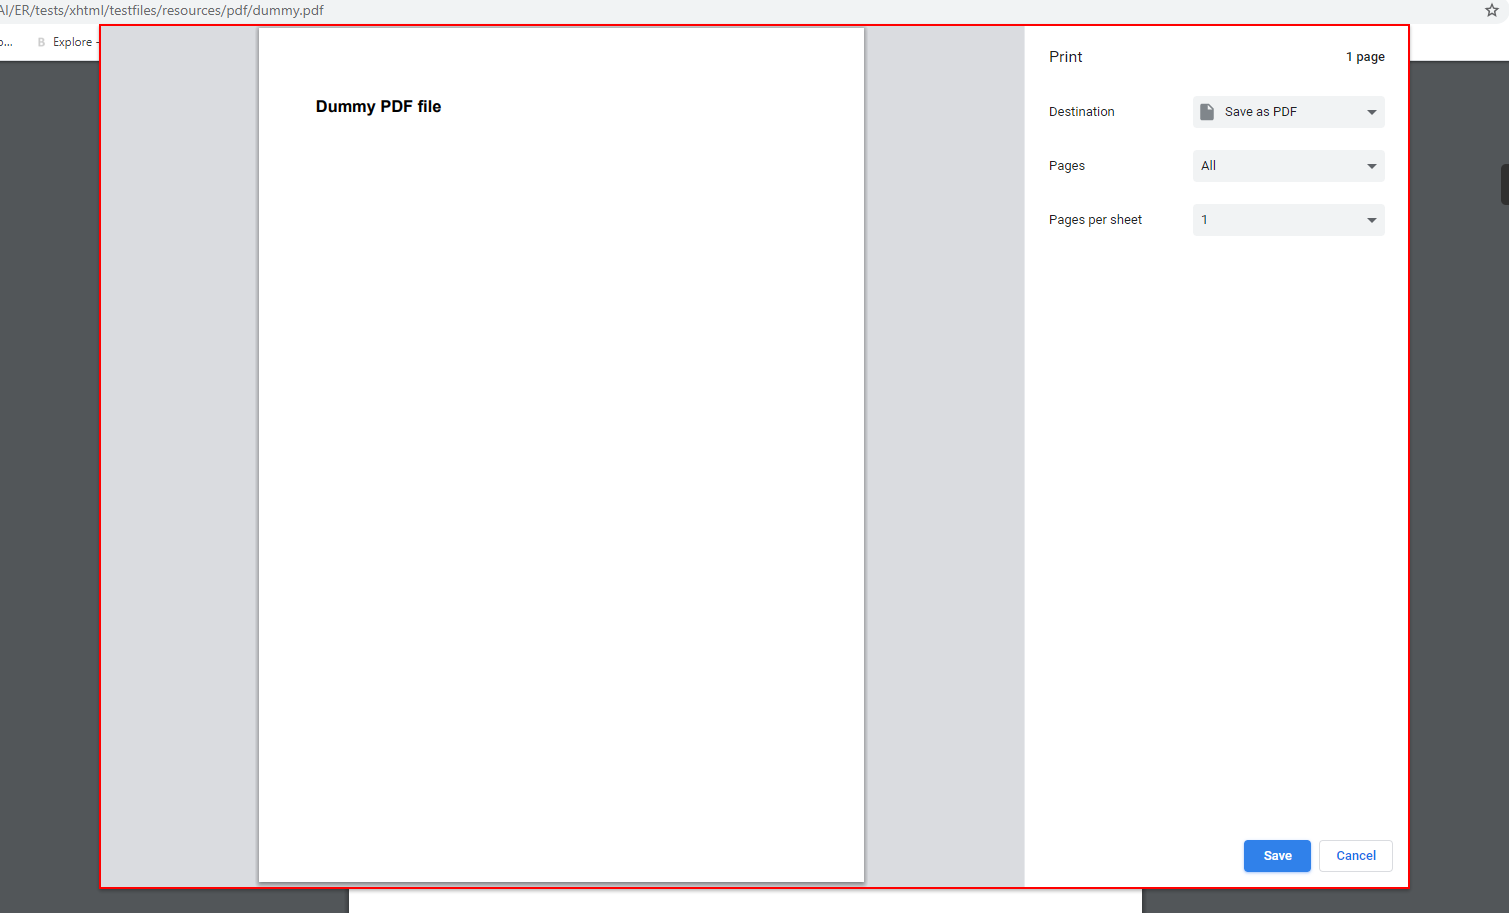 AI/ER/tests/xhtml/testfiles/resources/pdf/dummy.pdf
o... B Explore -
Print 1 page
Dummy PDF file
Destination Save as PDF
Pages All
Pages per sheet 1
Save Cancel